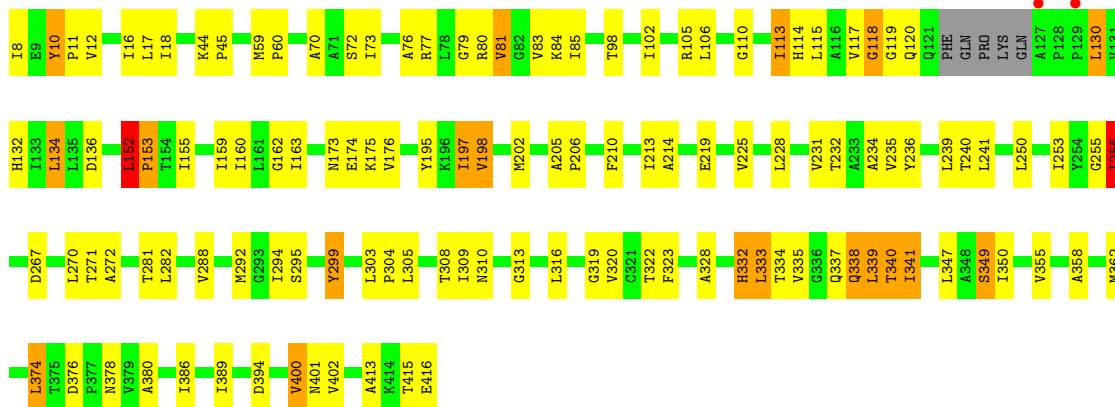 I8 E9 Y10 P11 V12 I16 L17 I18 K44 P45 M59 P60 A70 A71 S72 I73 A76 R77 L78 G79 R80 V81 G82 V83 K84 I85 T98 I102 R105 L106 G110 I113 H114 L115 A116 V117 G118 G119 Q120 Q121 PHE GLN PRO LYS GLN A127 P128 P129 L130 V131
H132 I133 L134 L135 D136 L152 P153 T154 I155 I159 I160 L161 G162 I163 N173 E174 K175 V176 Y195 K196 I197 V198 M202 A205 P206 F210 I213 A214 E219 V225 L228 V231 T232 A233 A234 V235 Y236 L239 T240 L241 L250 I253 Y254 G255 I256
D267 L270 T271 A272 T281 L282 V288 M292 G293 I294 S295 Y299 L303 P304 L305 T308 I309 N310 G313 L316 G319 V320 C321 T322 F323 A328 H332 L333 T334 V335 G336 Q337 Q338 L339 T340 I341 L347 A348 S349 I350 V355 A358 M362
L374 T375 D376 P377 N378 V379 A380 I386 I389 D394 V400 N401 V402 A413 K414 T415 E416